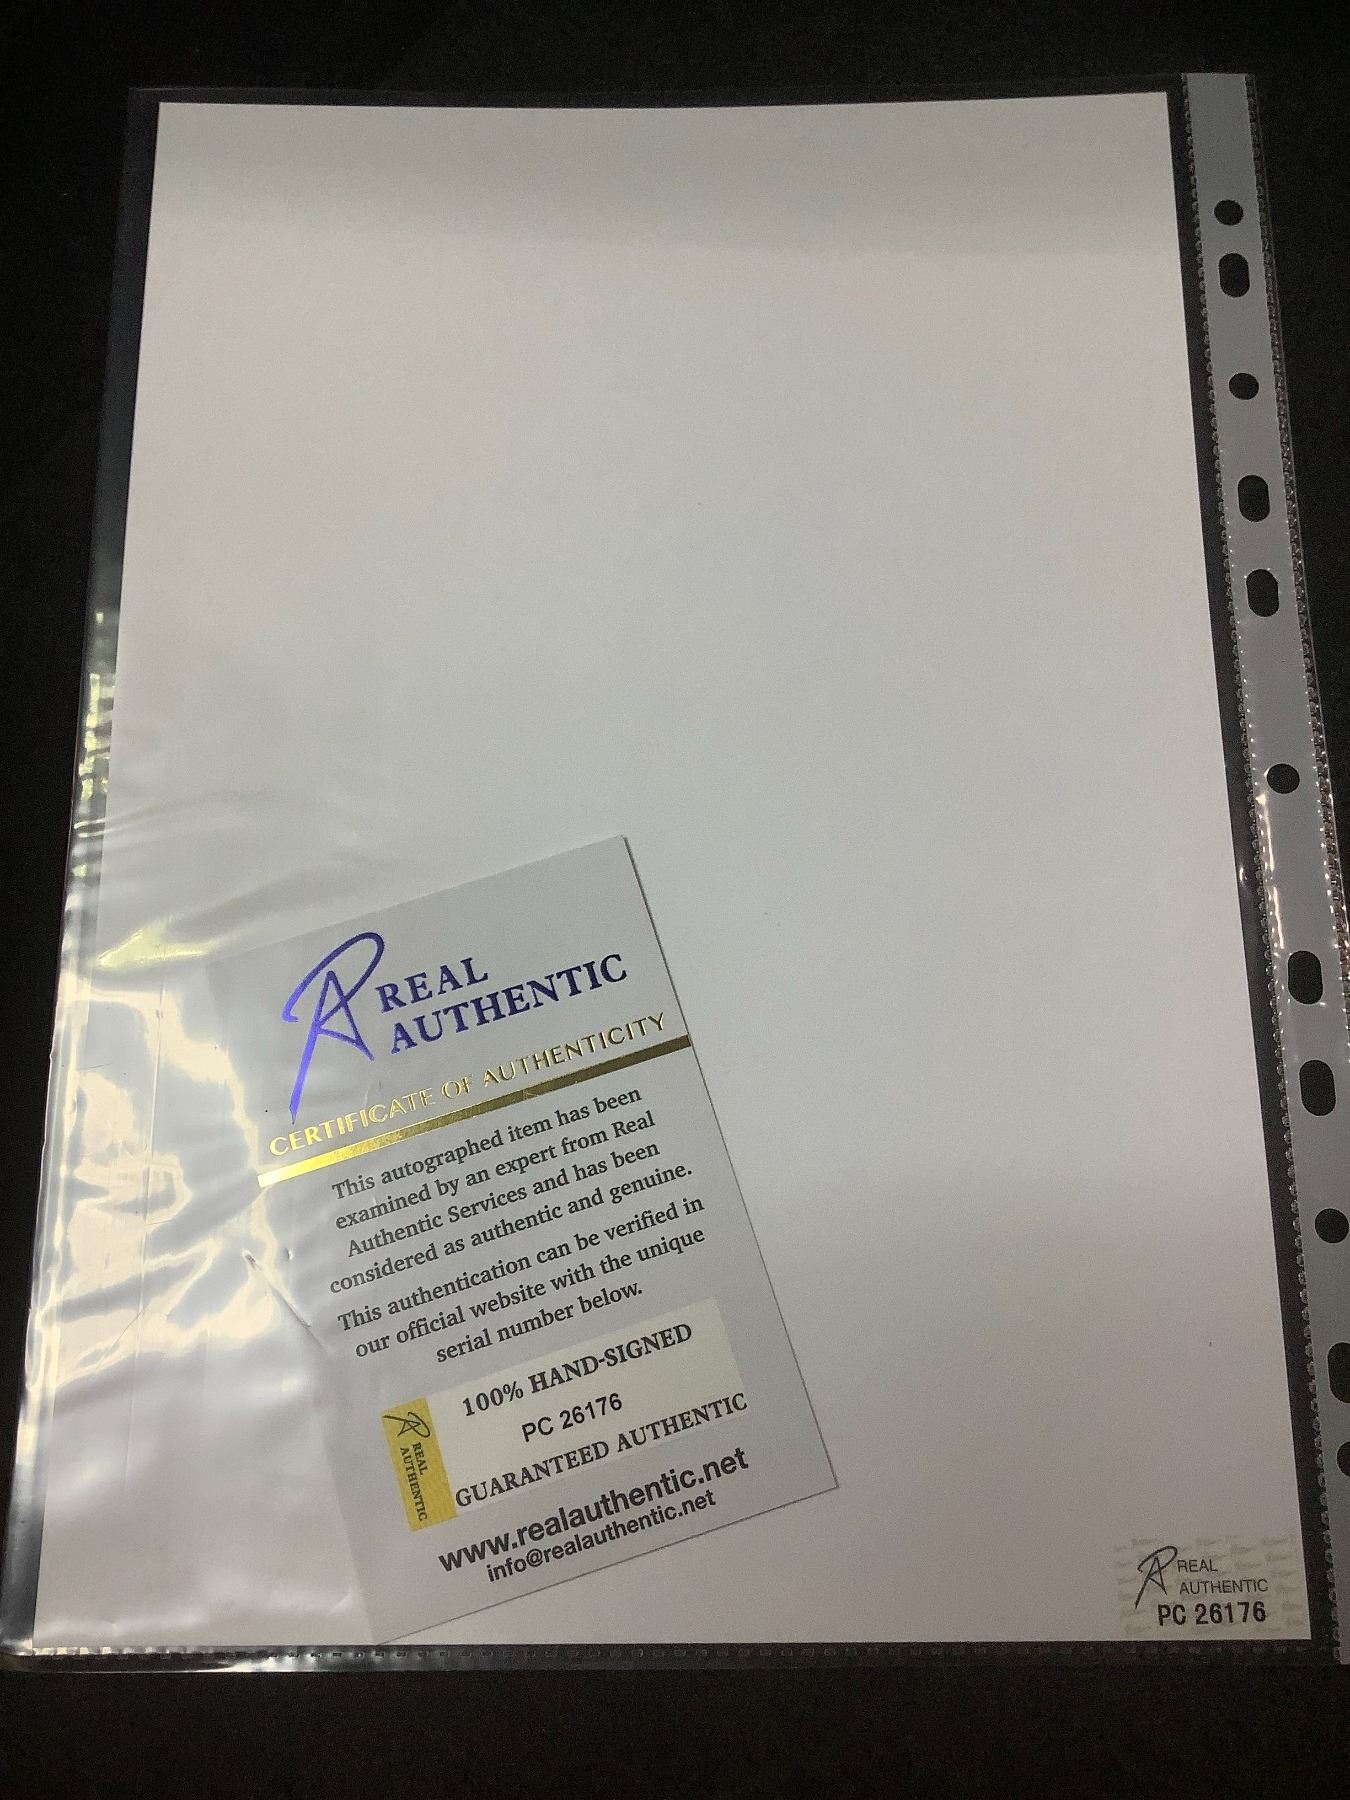 REAL
AUTHENTIC
CERTIFICATE OF AUTHENTICITY
This autographed item has been
examined by an expert from Real
Authentic Services and has been
considered as authentic and genuine.
This authentication can be verified in
our official website with the unique
serial number below.
100% HAND-SIGNED
PC 26176
GUARANTEED AUTHENTIC
REAL
AUTHENTIC
www.realauthentic.net
info@realauthentic.net
REAL
AUTHENTIC
PC 26176